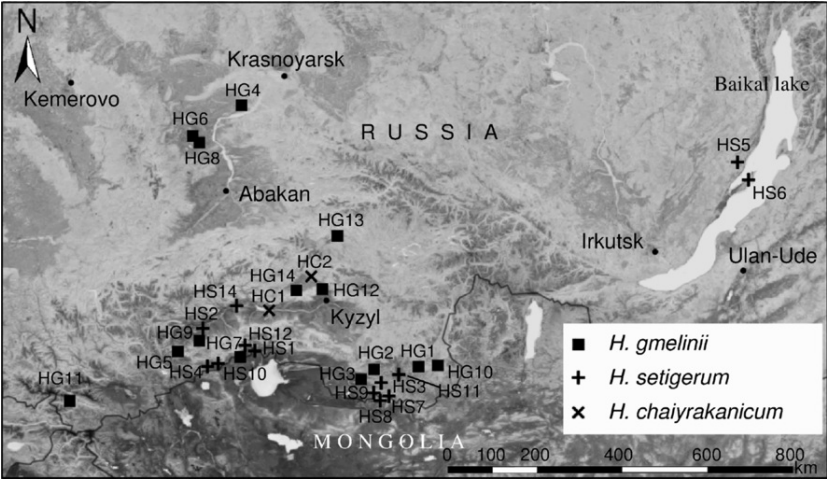 N
Krasnoyarsk
Kemerovo
HG4
Baikal lake
HG6
RUSSIA
HG8
HS5
HS6
Abakan
HG13
Irkutsk
HC2
Ulan-Ude
HG14
HG12
HS14
HC1
Kyzyl
HS2
HG9
HG7
HS12
HS1
HG5
HG2
HG1
HS4
HS10
HG10
HG11
HG3
HS3
HS11
HS9
HS7
HS8
H. gmelinii
H. setigerum
H. chaiyrakanicum
MONGOLIA
0 200 400 600 800
km